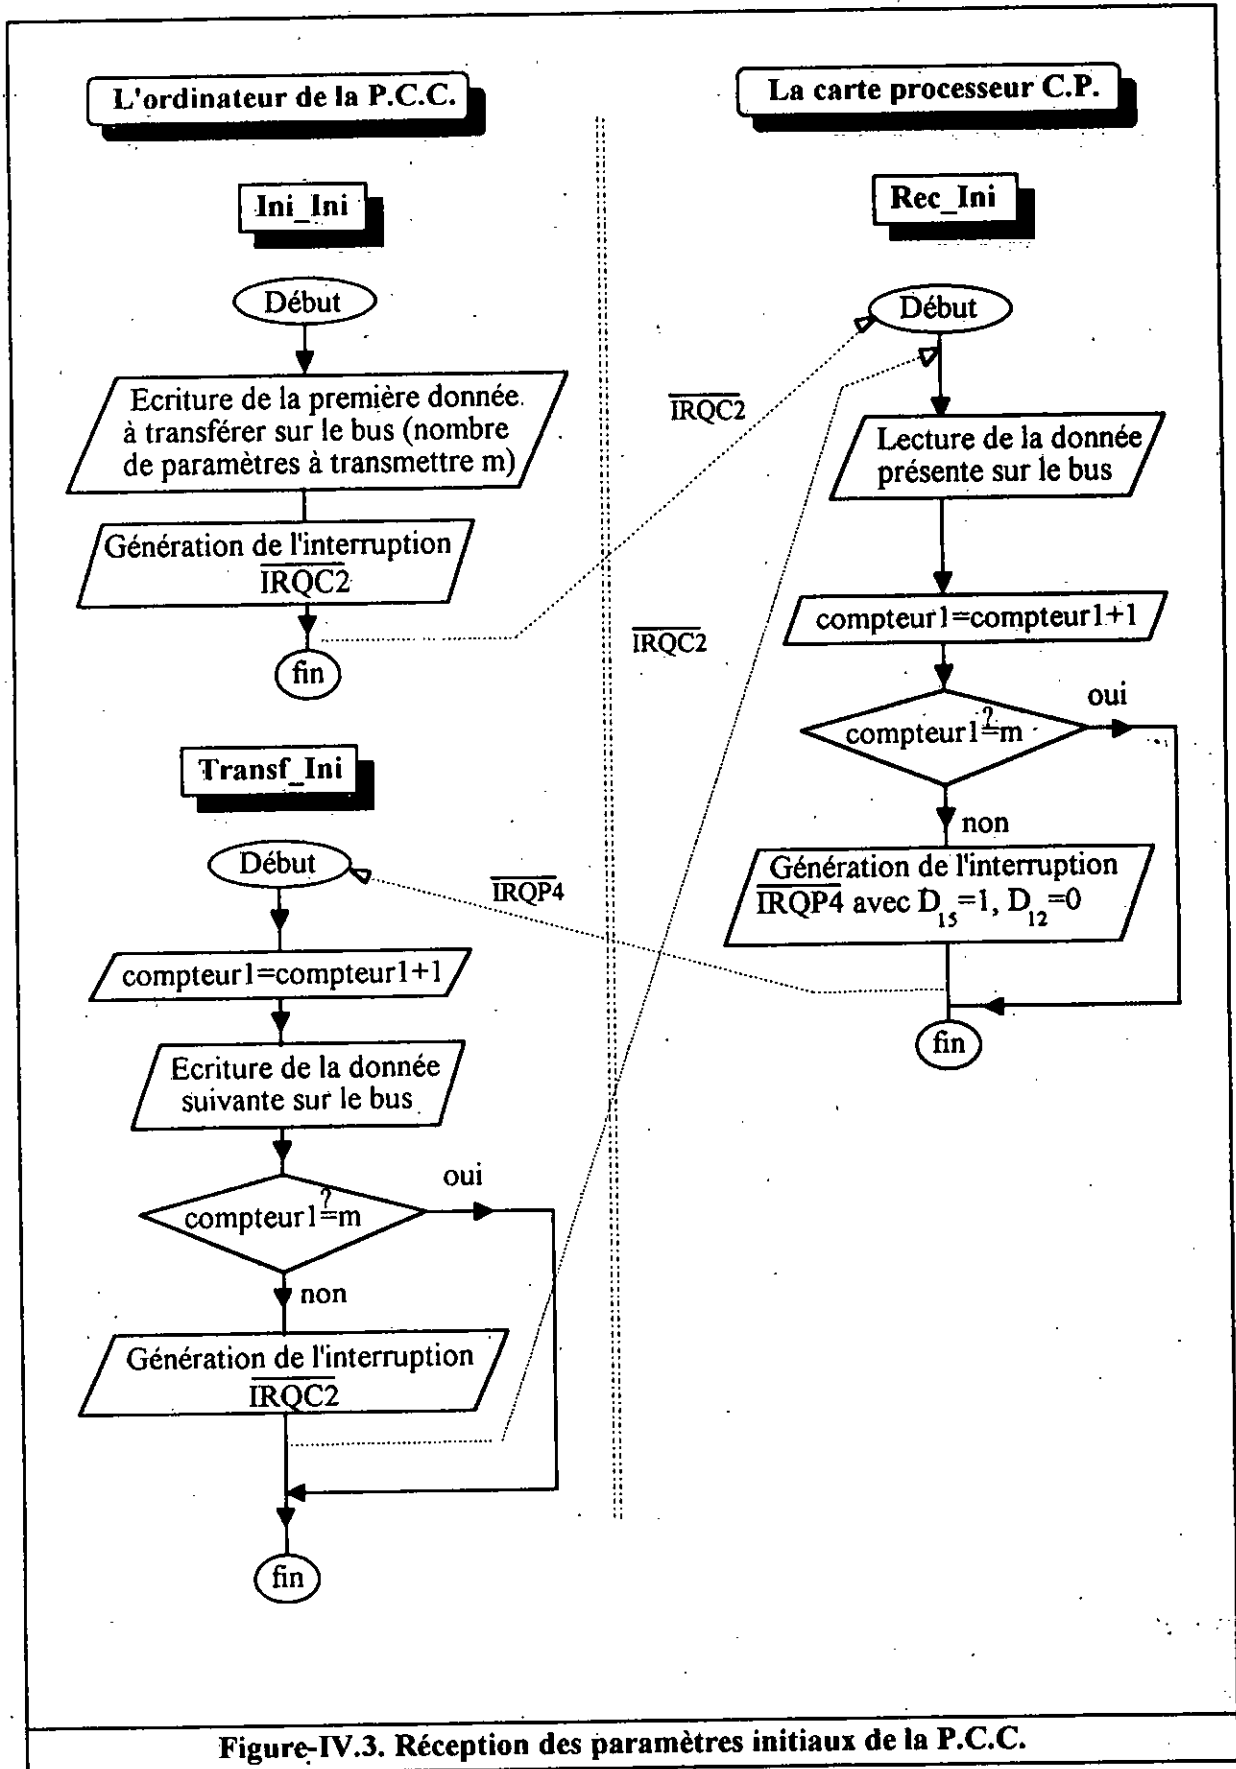 L'ordinateur de la P.C.C.
Ini_Ini
Début
Ecriture de la première donnée
à transférer sur le bus (nombre
de paramètres à transmettre m)
Génération de l'interruption
IRQC2
fin
Transf_Ini
Début
compteur1=compteur1+1
Ecriture de la donnée
suivante sur le bus
compteur1=m
?
oui
non
Génération de l'interruption
IRQC2
fin
IRQC2
IRQC2
IRQP4
La carte processeur C.P.
Rec_Ini
Début
Lecture de la donnée
présente sur le bus
compteur1=compteur1+1
compteur1=m
?
oui
non
Génération de l'interruption
IRQP4 avec D15=1, D12=0
fin
Figure-IV.3. Réception des paramètres initiaux de la P.C.C.